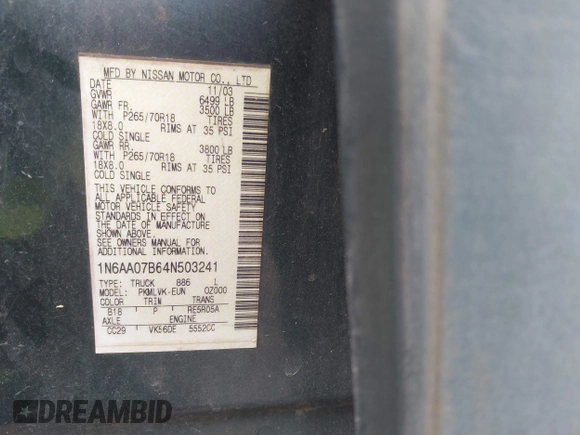 MFD BY NISSAN MOTOR CO., LTD
DATE 11/03
GVWR 6499 LB
GAWR FR. 3500 LB
WITH P265/70R18 TIRES
18X8.0 RIMS AT 35 PSI
COLD SINGLE
GAWR RR. 3800 LB
WITH P265/70R18 TIRES
18X8.0 RIMS AT 35 PSI
COLD SINGLE
THIS VEHICLE CONFORMS TO
ALL APPLICABLE FEDERAL
MOTOR VEHICLE SAFETY
STANDARDS IN EFFECT ON
THE DATE OF MANUFACTURE
SHOWN ABOVE.
SEE OWNERS MANUAL FOR
ADDITIONAL INFORMATION.
1N6AA07B64N503241
TYPE: TRUCK 886 L
MODEL: PKMLVK-EUN 0Z000
COLOR TRIM TRANS
B18 P RE5R05A
AXLE ENGINE
CC29 VK56DE 5552CC
DREAMBID